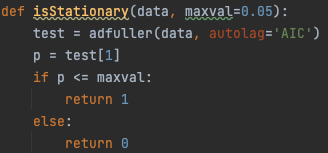 def isStationary(data, maxval=0.05):
    test = adfuller(data, autolag='AIC')
    p = test[1]
    if p <= maxval:
        return 1
    else:
        return 0